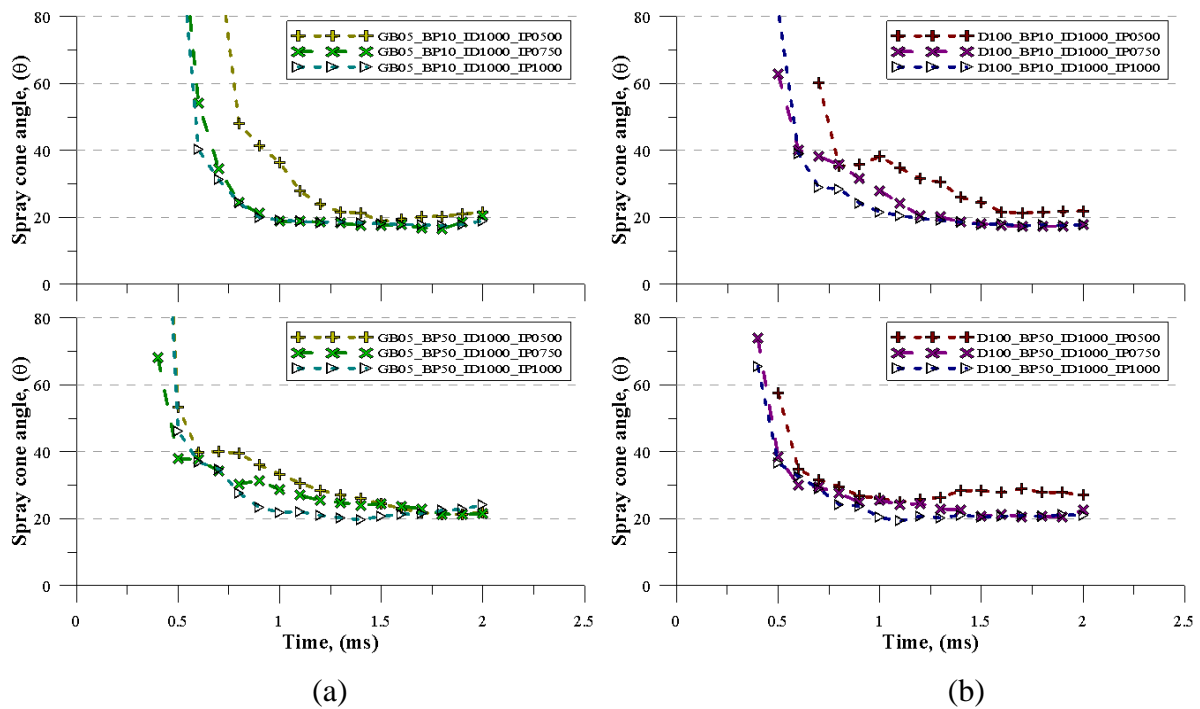 80
60
40
20
0
Spray cone angle, (θ)
GB05_BP10_ID1000_IP0500
GB05_BP10_ID1000_IP0750
GB05_BP10_ID1000_IP1000
80
60
40
20
0
Spray cone angle, (θ)
D100_BP10_ID1000_IP0500
D100_BP10_ID1000_IP0750
D100_BP10_ID1000_IP1000
80
60
40
20
0
Spray cone angle, (θ)
GB05_BP50_ID1000_IP0500
GB05_BP50_ID1000_IP0750
GB05_BP50_ID1000_IP1000
0 0.5 1 1.5 2 2.5
Time, (ms)
80
60
40
20
0
Spray cone angle, (θ)
D100_BP50_ID1000_IP0500
D100_BP50_ID1000_IP0750
D100_BP50_ID1000_IP1000
0 0.5 1 1.5 2 2.5
Time, (ms)
(a)
(b)